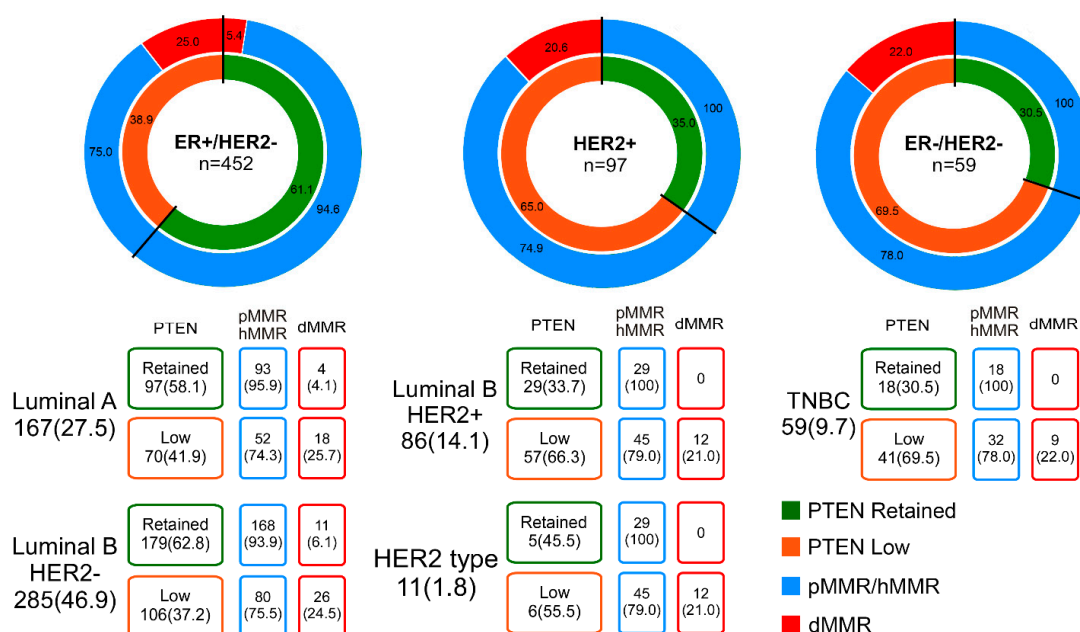 25.0
5.4
38.9
ER+/HER2-
n=452
75.0
61.1
94.6
20.6
100
35.0
HER2+
n=97
65.0
74.9
22.0
100
30.5
ER-/HER2-
n=59
69.5
78.0
PTEN
pMMR
hMMR
dMMR
Luminal A
167(27.5)
Retained
97(58.1)
93
(95.9)
4
(4.1)
Low
70(41.9)
52
(74.3)
18
(25.7)
Luminal B
HER2-
285(46.9)
Retained
179(62.8)
168
(93.9)
11
(6.1)
Low
106(37.2)
80
(75.5)
26
(24.5)
PTEN
pMMR
hMMR
dMMR
Luminal B
HER2+
86(14.1)
Retained
29(33.7)
29
(100)
0
Low
57(66.3)
45
(79.0)
12
(21.0)
HER2 type
11(1.8)
Retained
5(45.5)
29
(100)
0
Low
6(55.5)
45
(79.0)
12
(21.0)
PTEN
pMMR
hMMR
dMMR
TNBC
59(9.7)
Retained
18(30.5)
18
(100)
0
Low
41(69.5)
32
(78.0)
9
(22.0)
PTEN Retained
PTEN Low
pMMR/hMMR
dMMR